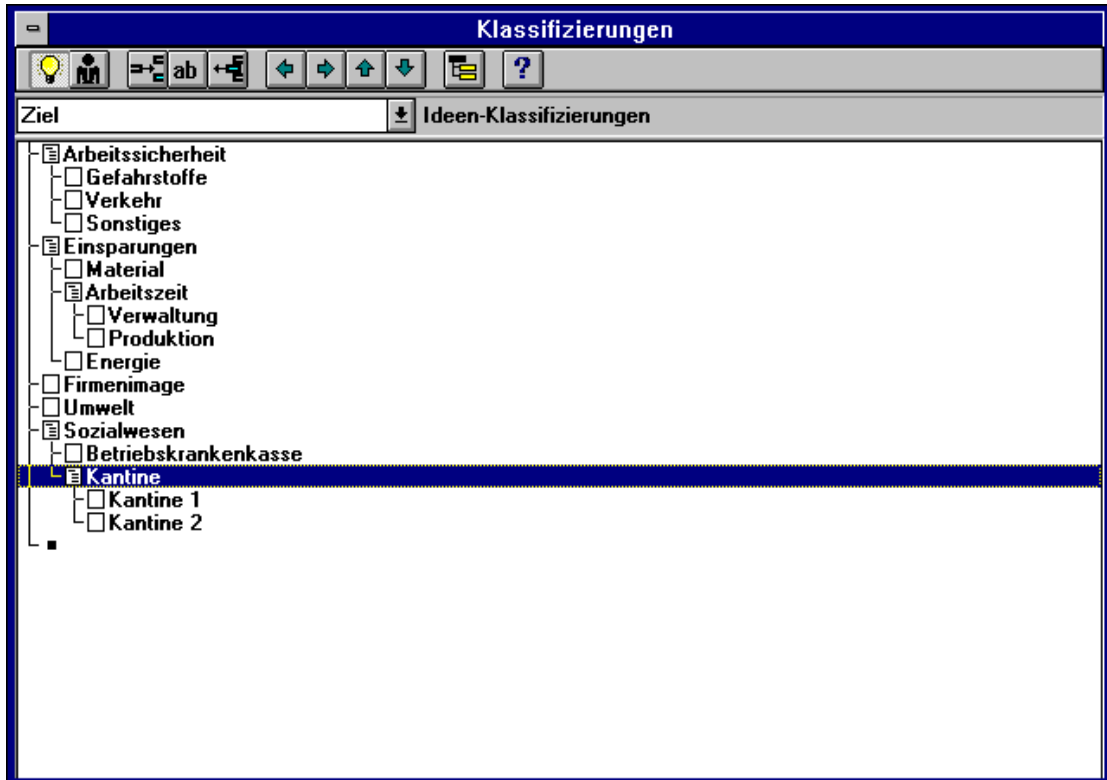 Klassifizierungen
ab ?
Ziel Ideen-Klassifizierungen
Arbeitssicherheit
Gefahrstoffe
Verkehr
Sonstiges
Einsparungen
Material
Arbeitszeit
Verwaltung
Produktion
Energie
Firmenimage
Umwelt
Sozialwesen
Betriebskrankenkasse
Kantine
Kantine 1
Kantine 2